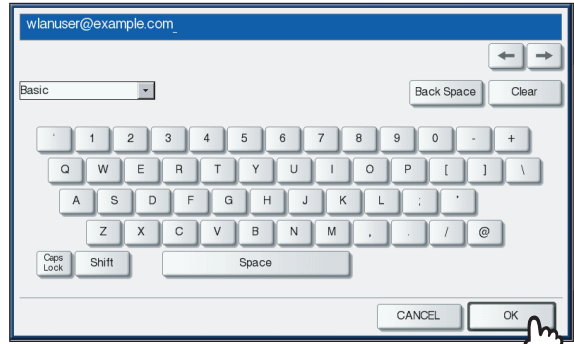 wlanuser@example.com_
Basic
Back Space Clear
` 1 2 3 4 5 6 7 8 9 0 - +
Q W E R T Y U I O P [ ] \
A S D F G H J K L ; '
Z X C V B N M , . / @
Caps Lock Shift Space
CANCEL OK